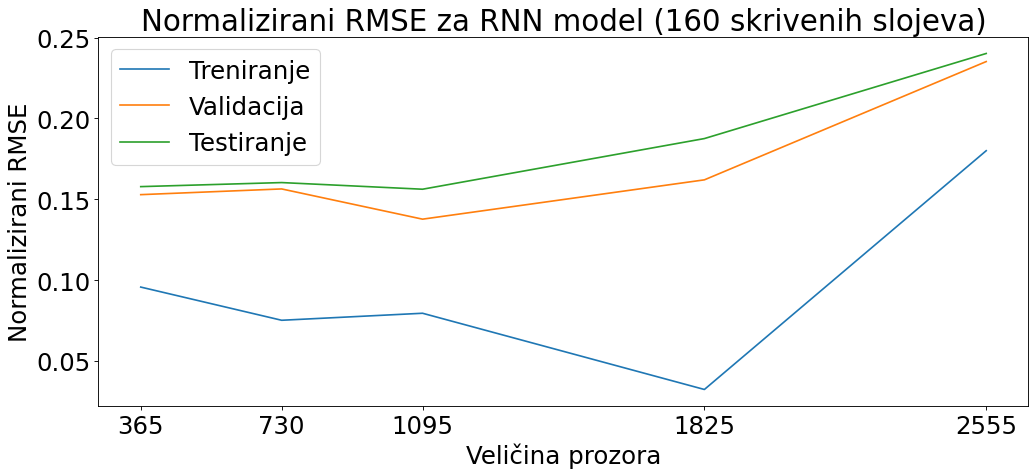 Normalizirani RMSE za RNN model (160 skrivenih slojeva)
0.25
0.20
0.15
0.10
0.05
Normalizirani RMSE
Treniranje
Validacija
Testiranje
365 730 1095 1825 2555
Veličina prozora